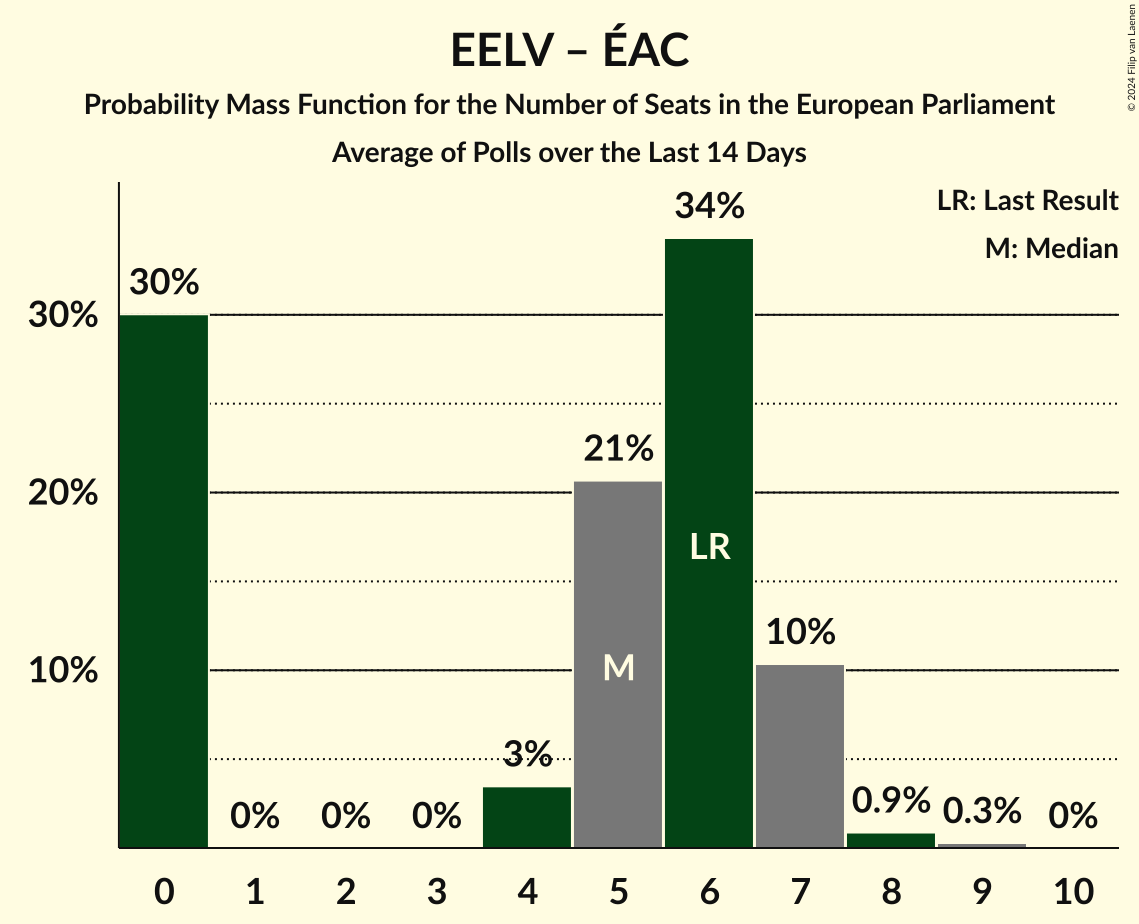 EELV – ÉAC
Probability Mass Function for the Number of Seats in the European Parliament
Average of Polls over the Last 14 Days
© 2024 Filip van Laenen
LR: Last Result
M: Median
30%
20%
10%
30%
0%
0%
0%
3%
21%
34%
10%
0.9%
0.3%
0%
M
LR
0 1 2 3 4 5 6 7 8 9 10